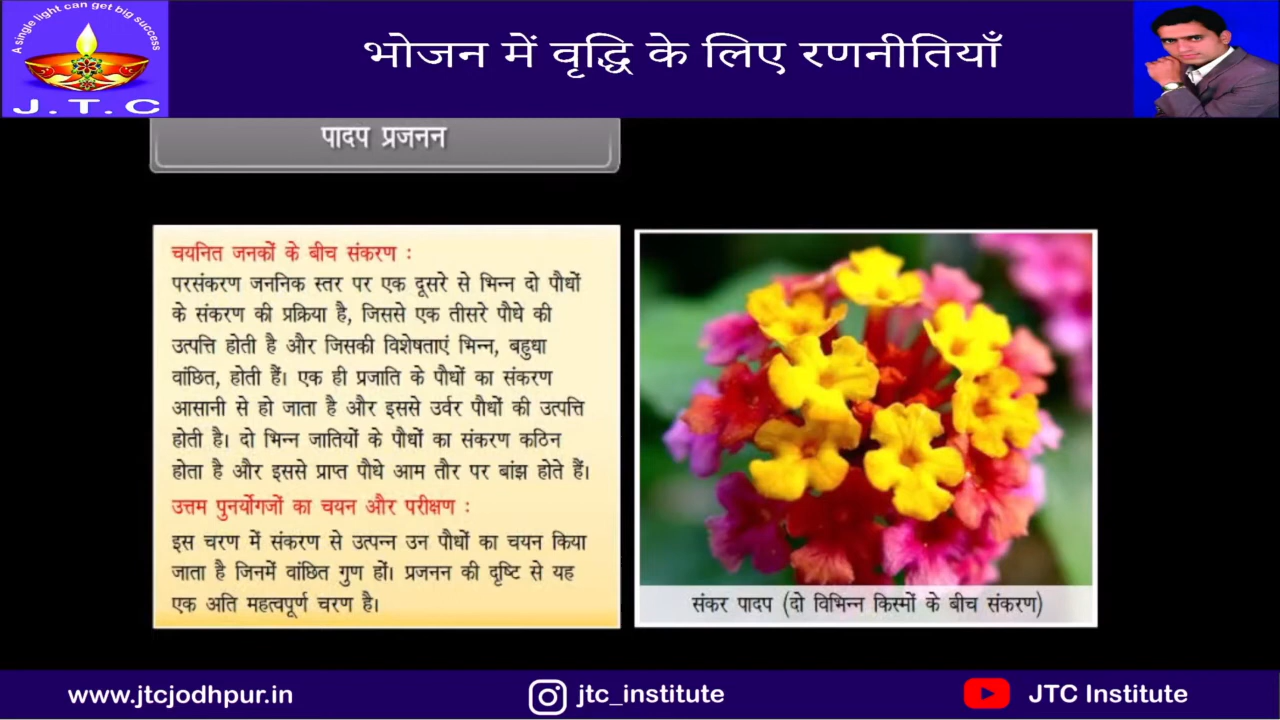 A single light can get big success
J.T.C
भोजन में वृद्धि के लिए रणनीतियाँ
पादप प्रजनन
चयनित जनकों के बीच संकरण :
परसंकरण जननिक स्तर पर एक दूसरे से भिन्न दो पौधों
के संकरण की प्रक्रिया है, जिससे एक तीसरे पौधे की
उत्पत्ति होती है और जिसकी विशेषताएं भिन्न, बहुधा
वांछित, होती हैं। एक ही प्रजाति के पौधों का संकरण
आसानी से हो जाता है और इससे उर्वर पौधों की उत्पत्ति
होती है। दो भिन्न जातियों के पौधों का संकरण कठिन
होता है और इससे प्राप्त पौधे आम तौर पर बांझ होते हैं।
उत्तम पुनर्योगजों का चयन और परीक्षण :
इस चरण में संकरण से उत्पन्न उन पौधों का चयन किया
जाता है जिनमें वांछित गुण हों। प्रजनन की दृष्टि से यह
एक अति महत्वपूर्ण चरण है।
संकर पादप (दो विभिन्न किस्मों के बीच संकरण)
www.jtcjodhpur.in
jtc_institute
JTC Institute